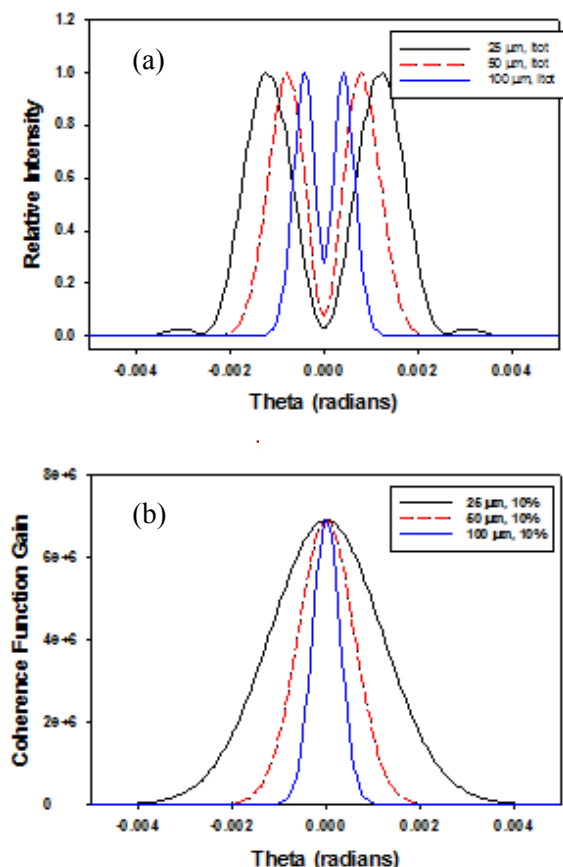 (a)
25 µm, Itot
50 µm, Itot
100 µm, Itot
Relative Intensity
1.2
1.0
0.8
0.6
0.4
0.2
0.0
-0.004 -0.002 0.000 0.002 0.004
Theta (radians)
(b)
25 µm, 10%
50 µm, 10%
100 µm, 10%
Coherence Function Gain
8e+6
6e+6
4e+6
2e+6
0
-0.004 -0.002 0.000 0.002 0.004
Theta (radians)